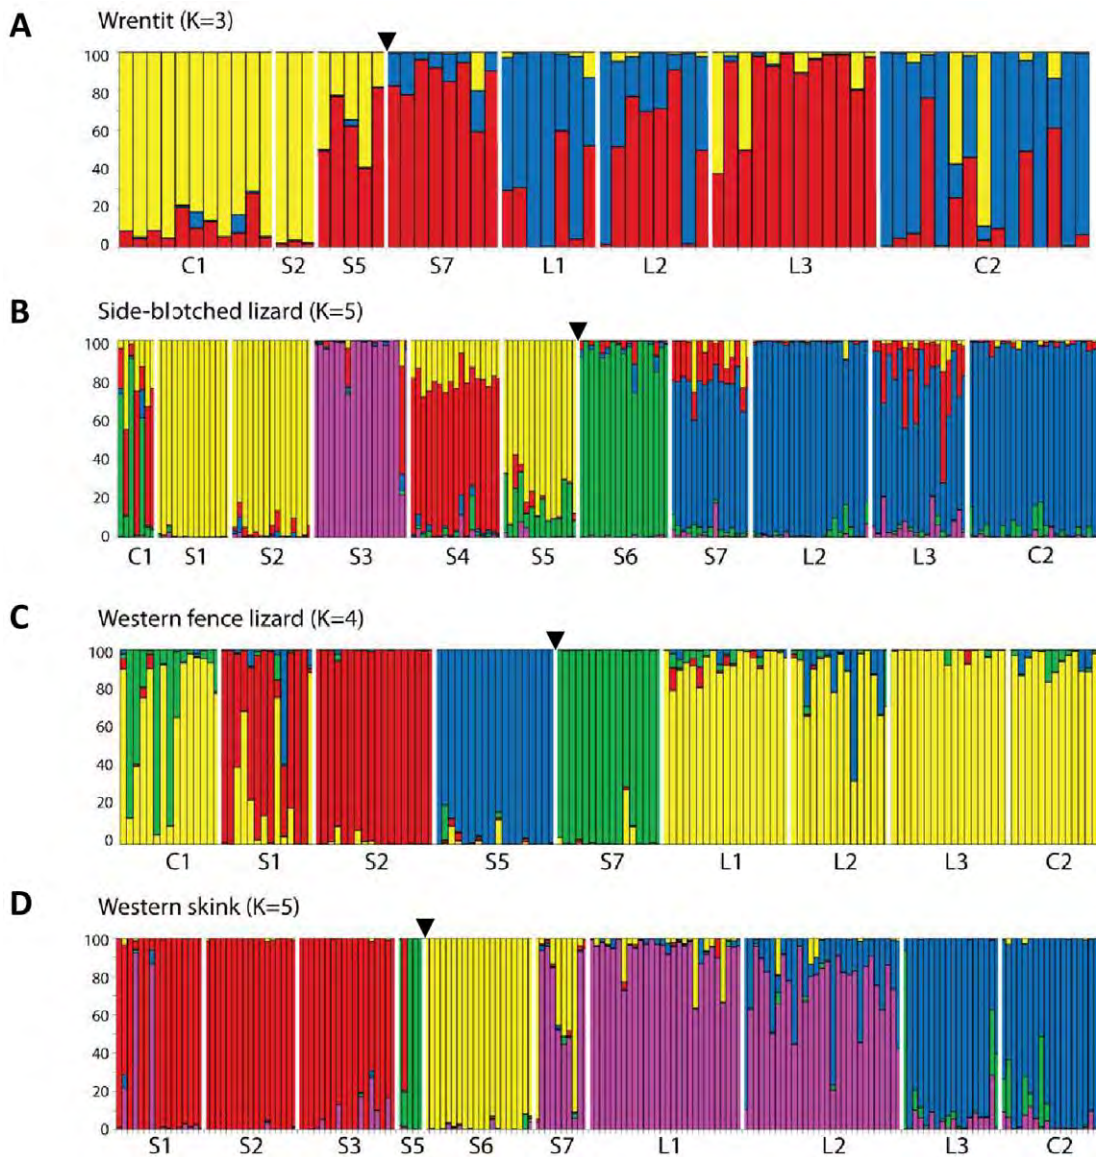 A
Wrentit (K=3)
100
80
60
40
20
0
C1 S2 S5 S7 L1 L2 L3 C2
B
Side-blotched lizard (K=5)
100
80
60
40
20
0
C1 S1 S2 S3 S4 S5 S6 S7 L2 L3 C2
C
Western fence lizard (K=4)
100
80
60
40
20
0
C1 S1 S2 S5 S7 L1 L2 L3 C2
D
Western skink (K=5)
100
80
60
40
20
0
S1 S2 S3 S5 S6 S7 L1 L2 L3 C2